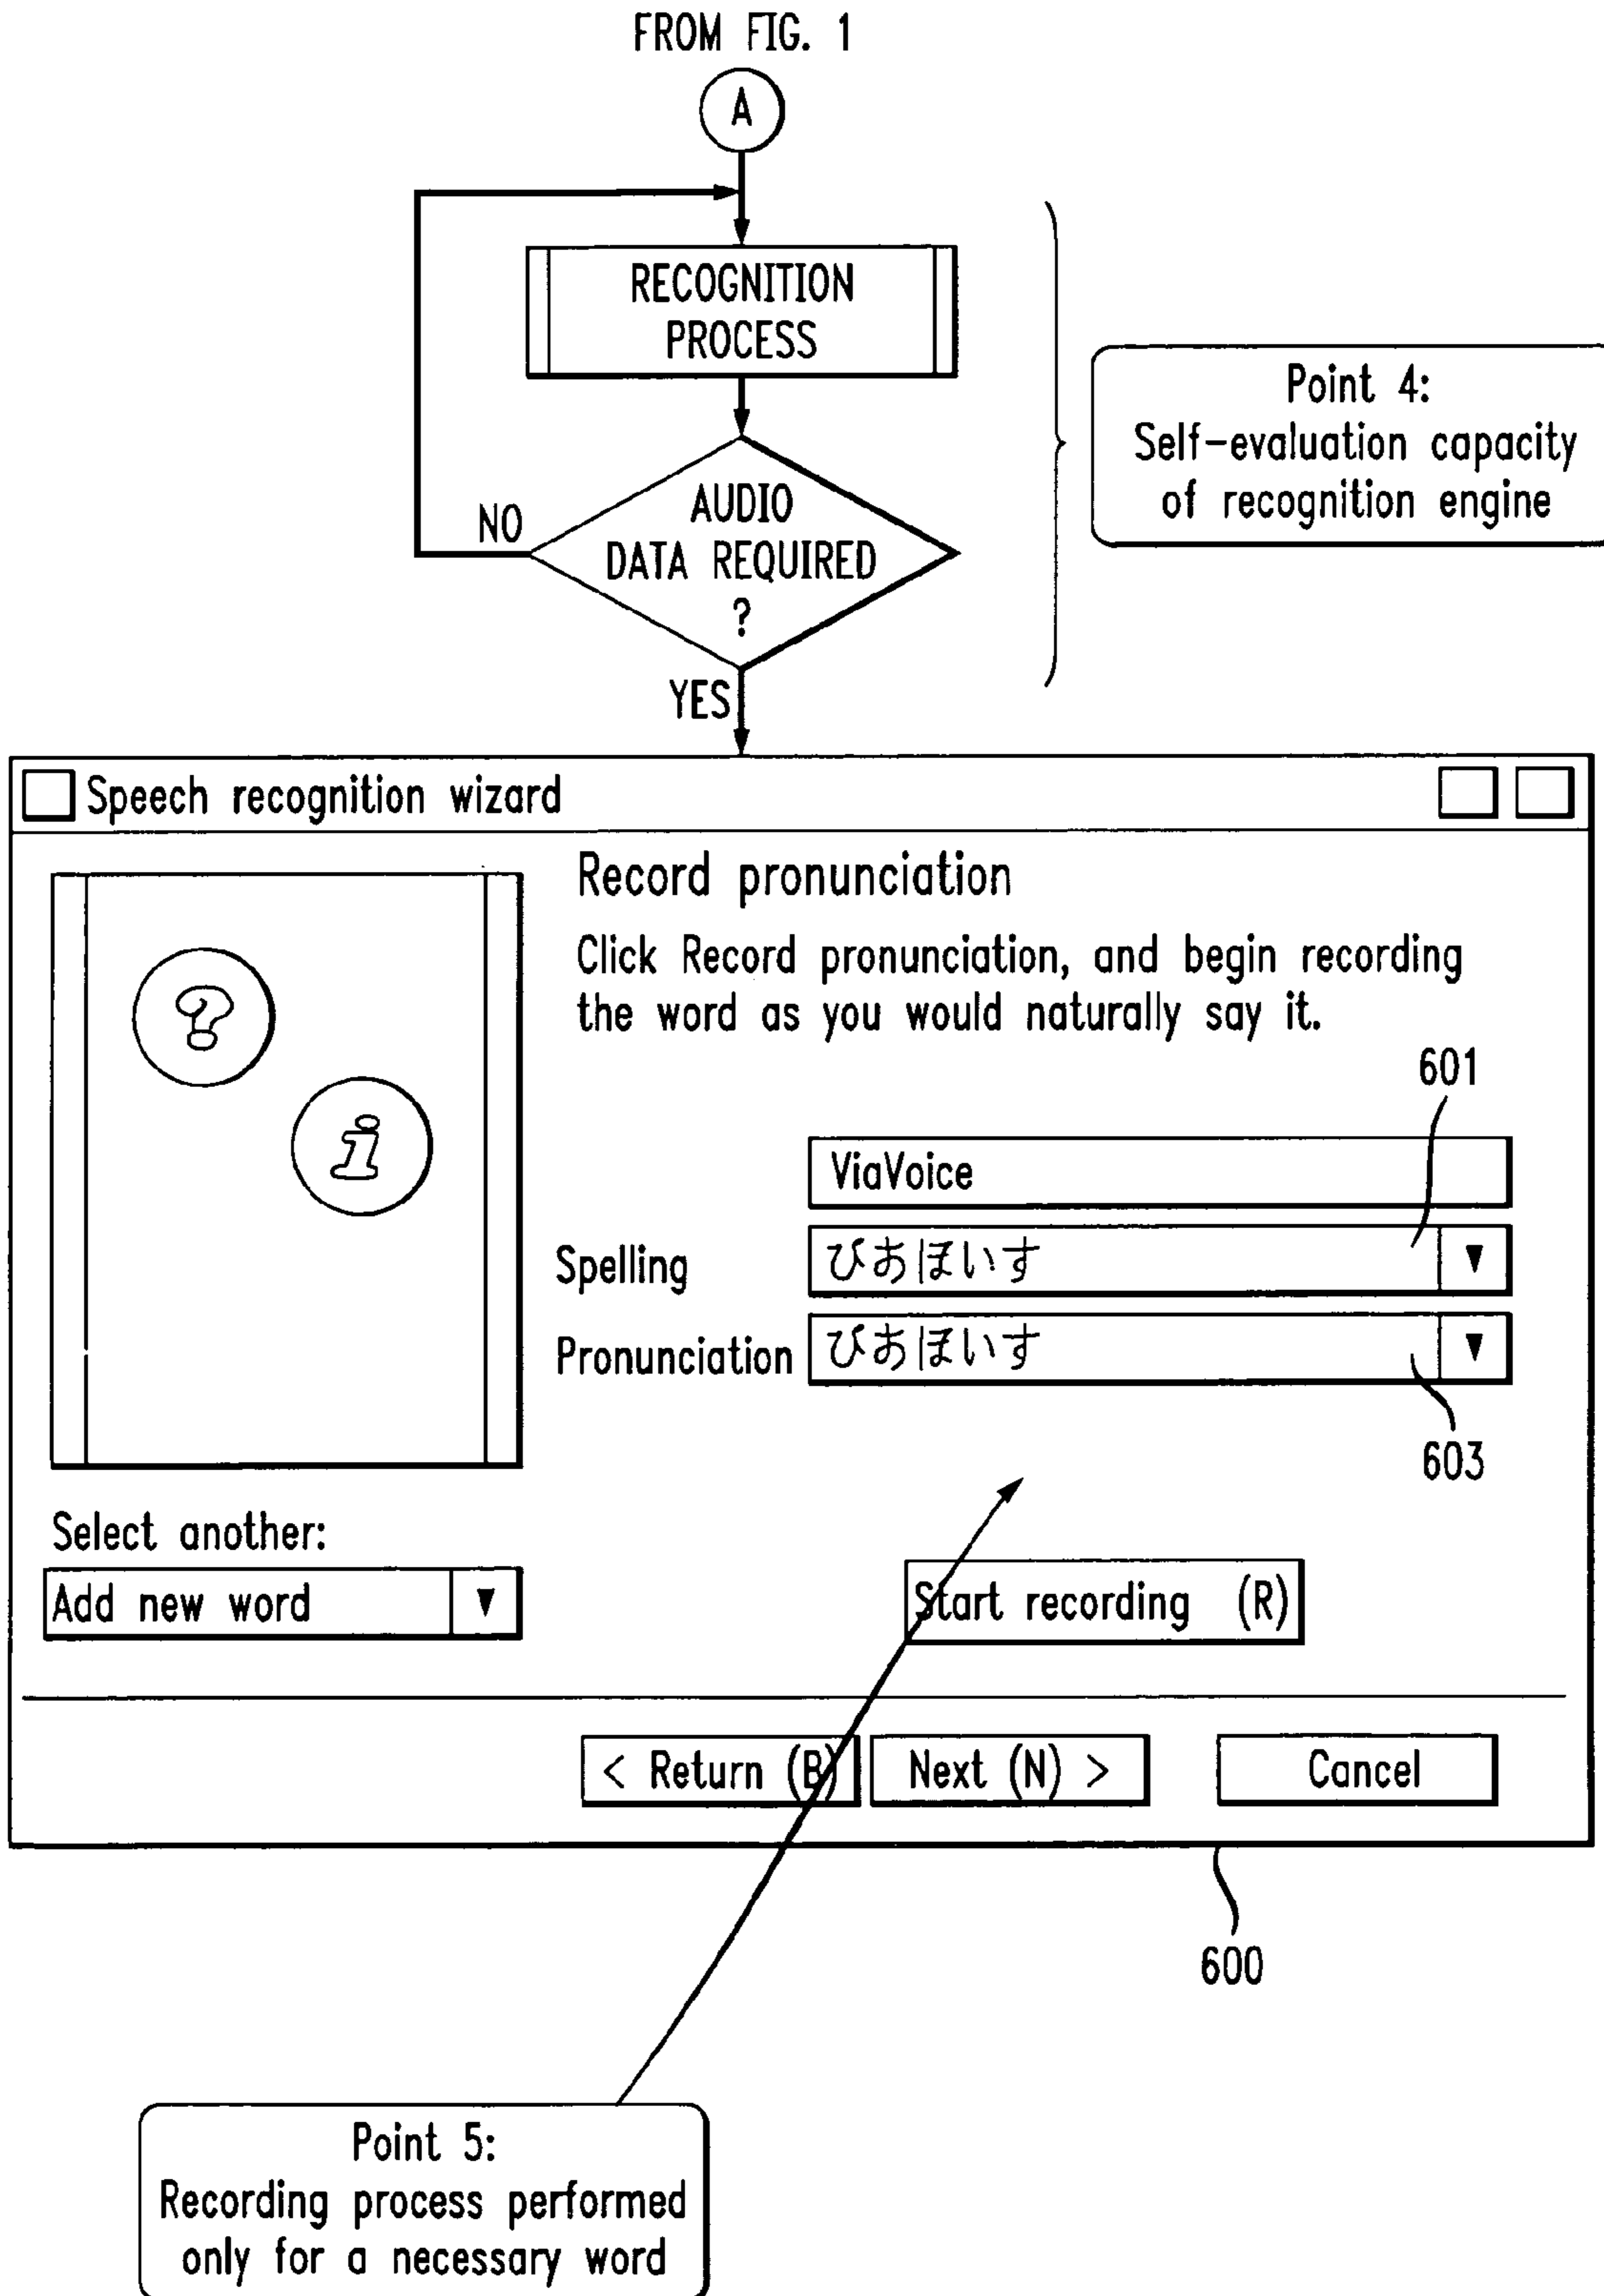 FROM FIG. 1
A
RECOGNITION
PROCESS
Point 4:
Self-evaluation capacity
of recognition engine
AUDIO
DATA REQUIRED
?
NO
YES
Speech recognition wizard
Record pronunciation
Click Record pronunciation, and begin recording
the word as you would naturally say it.
?
i
601
ViaVoice
Spelling びあほいす ▼
Pronunciation びあほいす ▼
603
Select another:
Add new word ▼
Start recording (R)
< Return (B) Next (N) > Cancel
600
Point 5:
Recording process performed
only for a necessary word